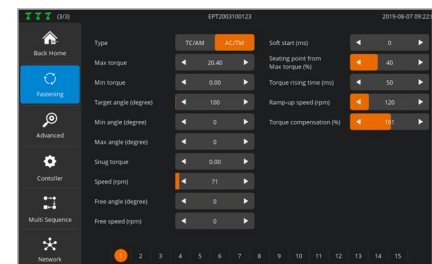 (3/3) EPT2003100123 2019-08-07 09:22:
Back Home
Fastening
Advanced
Contoller
Multi Sequence
Network
Type TC/AM AC/TM
Max torque 20.40
Min torque 0.00
Target angle (degree) 100
Min angle (degree) 0
Max angle (degree) 0
Snug torque 0.00
Speed (rpm) 71
Free angle (degree) 0
Free speed (rpm) 0
Soft start (ms) 0
Seating point from
Max torque (%) 40
Torque rising time (ms) 50
Ramp-up speed (rpm) 120
Torque compensation (%) 101
1 2 3 4 5 6 7 8 9 10 11 12 13 14 15